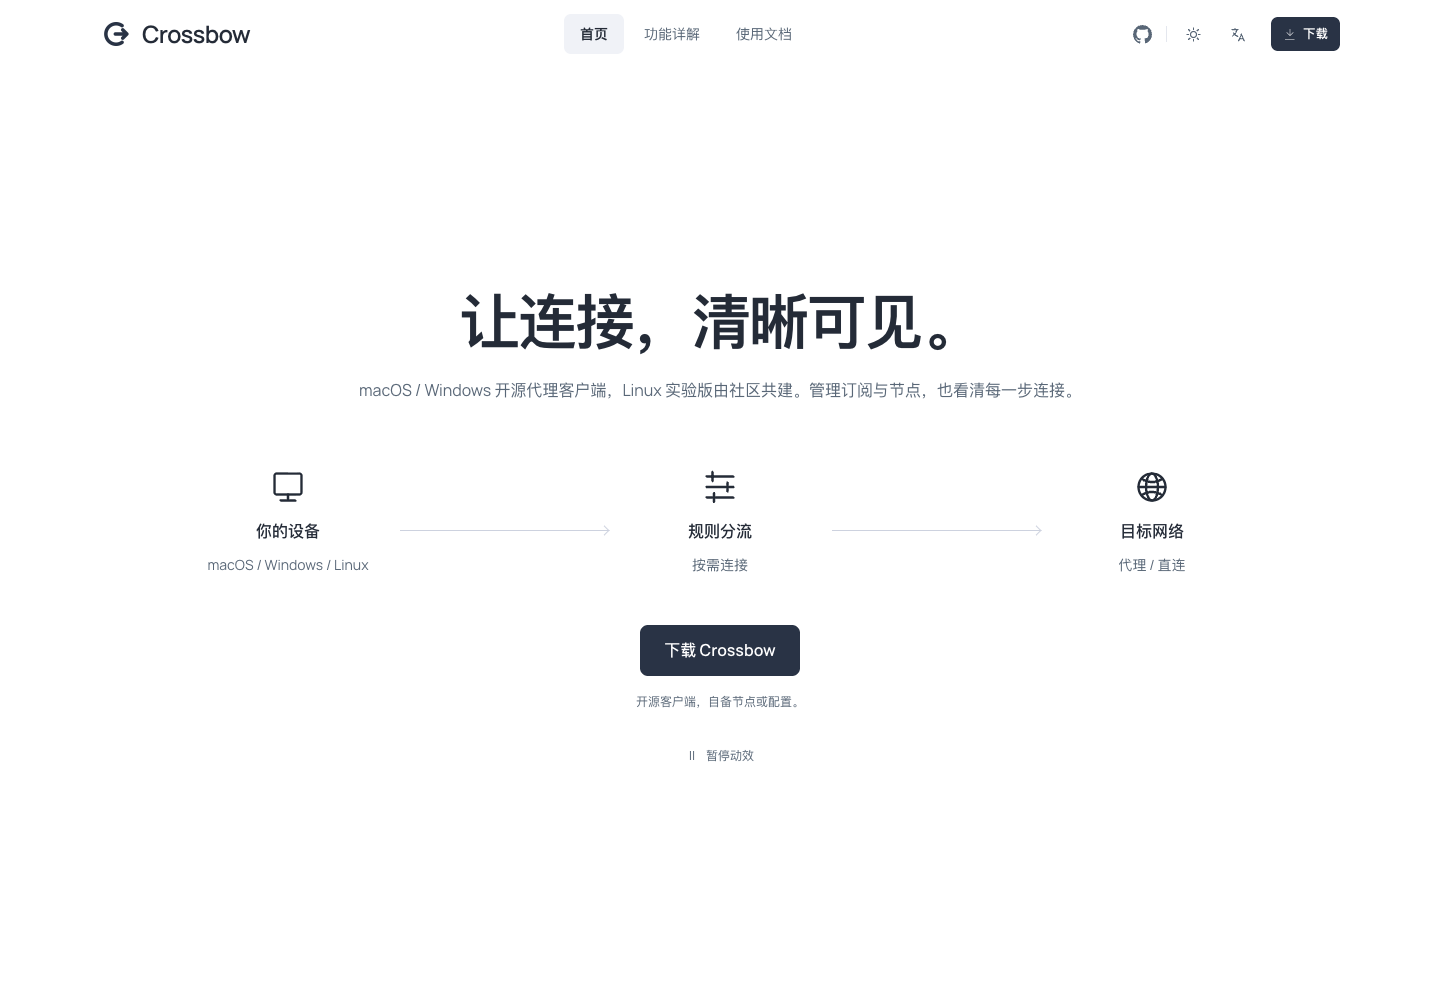 Crossbow
首页
功能详解
使用文档
下载
让连接，清晰可见。
macOS / Windows 开源代理客户端，Linux 实验版由社区共建。管理订阅与节点，也看清每一步连接。
你的设备
macOS / Windows / Linux
规则分流
按需连接
目标网络
代理 / 直连
下载 Crossbow
开源客户端，自备节点或配置。
暂停动效